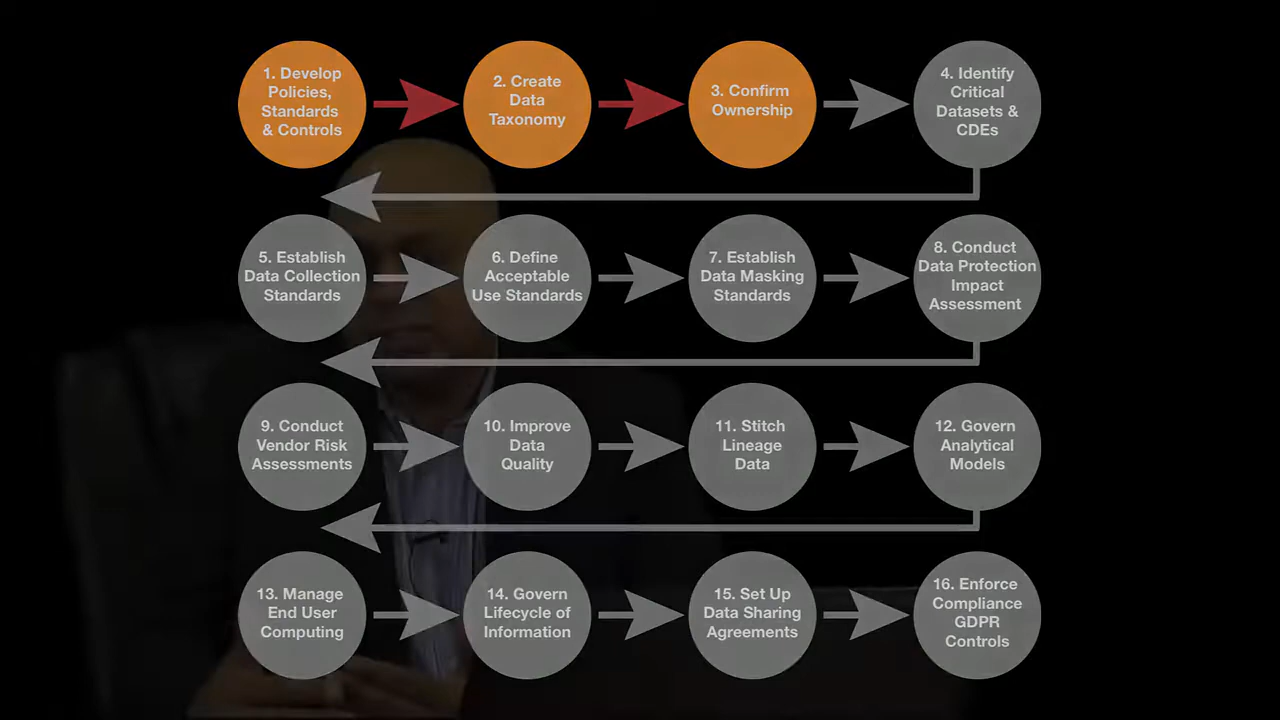 1. Develop
Policies,
Standards
& Controls
2. Create
Data
Taxonomy
3. Confirm
Ownership
4. Identify
Critical
Datasets &
CDEs
5. Establish
Data Collection
Standards
6. Define
Acceptable
Use Standards
7. Establish
Data Masking
Standards
8. Conduct
Data Protection
Impact
Assessment
9. Conduct
Vendor Risk
Assessments
10. Improve
Data
Quality
11. Stitch
Lineage
Data
12. Govern
Analytical
Models
13. Manage
End User
Computing
14. Govern
Lifecycle of
Information
15. Set Up
Data Sharing
Agreements
16. Enforce
Compliance
GDPR
Controls